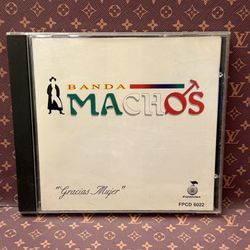 BANDA
MACHOS
"Gracias Mujer"
FPCD 6022